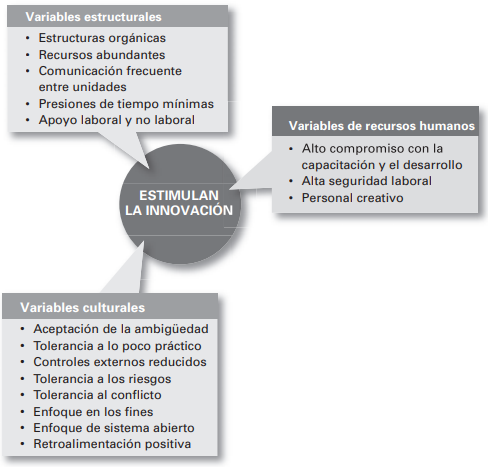 Variables estructurales
• Estructuras orgánicas
• Recursos abundantes
• Comunicación frecuente
entre unidades
• Presiones de tiempo mínimas
• Apoyo laboral y no laboral
Variables de recursos humanos
• Alto compromiso con la
capacitación y el desarrollo
• Alta seguridad laboral
• Personal creativo
ESTIMULAN
LA INNOVACIÓN
Variables culturales
• Aceptación de la ambigüedad
• Tolerancia a lo poco práctico
• Controles externos reducidos
• Tolerancia a los riesgos
• Tolerancia al conflicto
• Enfoque en los fines
• Enfoque de sistema abierto
• Retroalimentación positiva